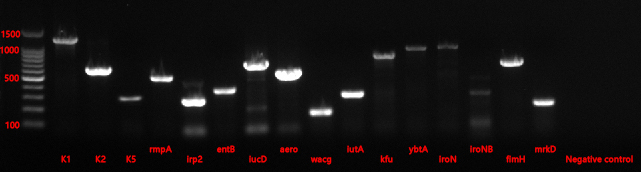 1500
1000
500
100
K1
K2
K5
rmpA
irp2
entB
iucD
aero
wacg
iutA
kfu
ybtA
iroN
iroNB
fimH
mrkD
Negative control